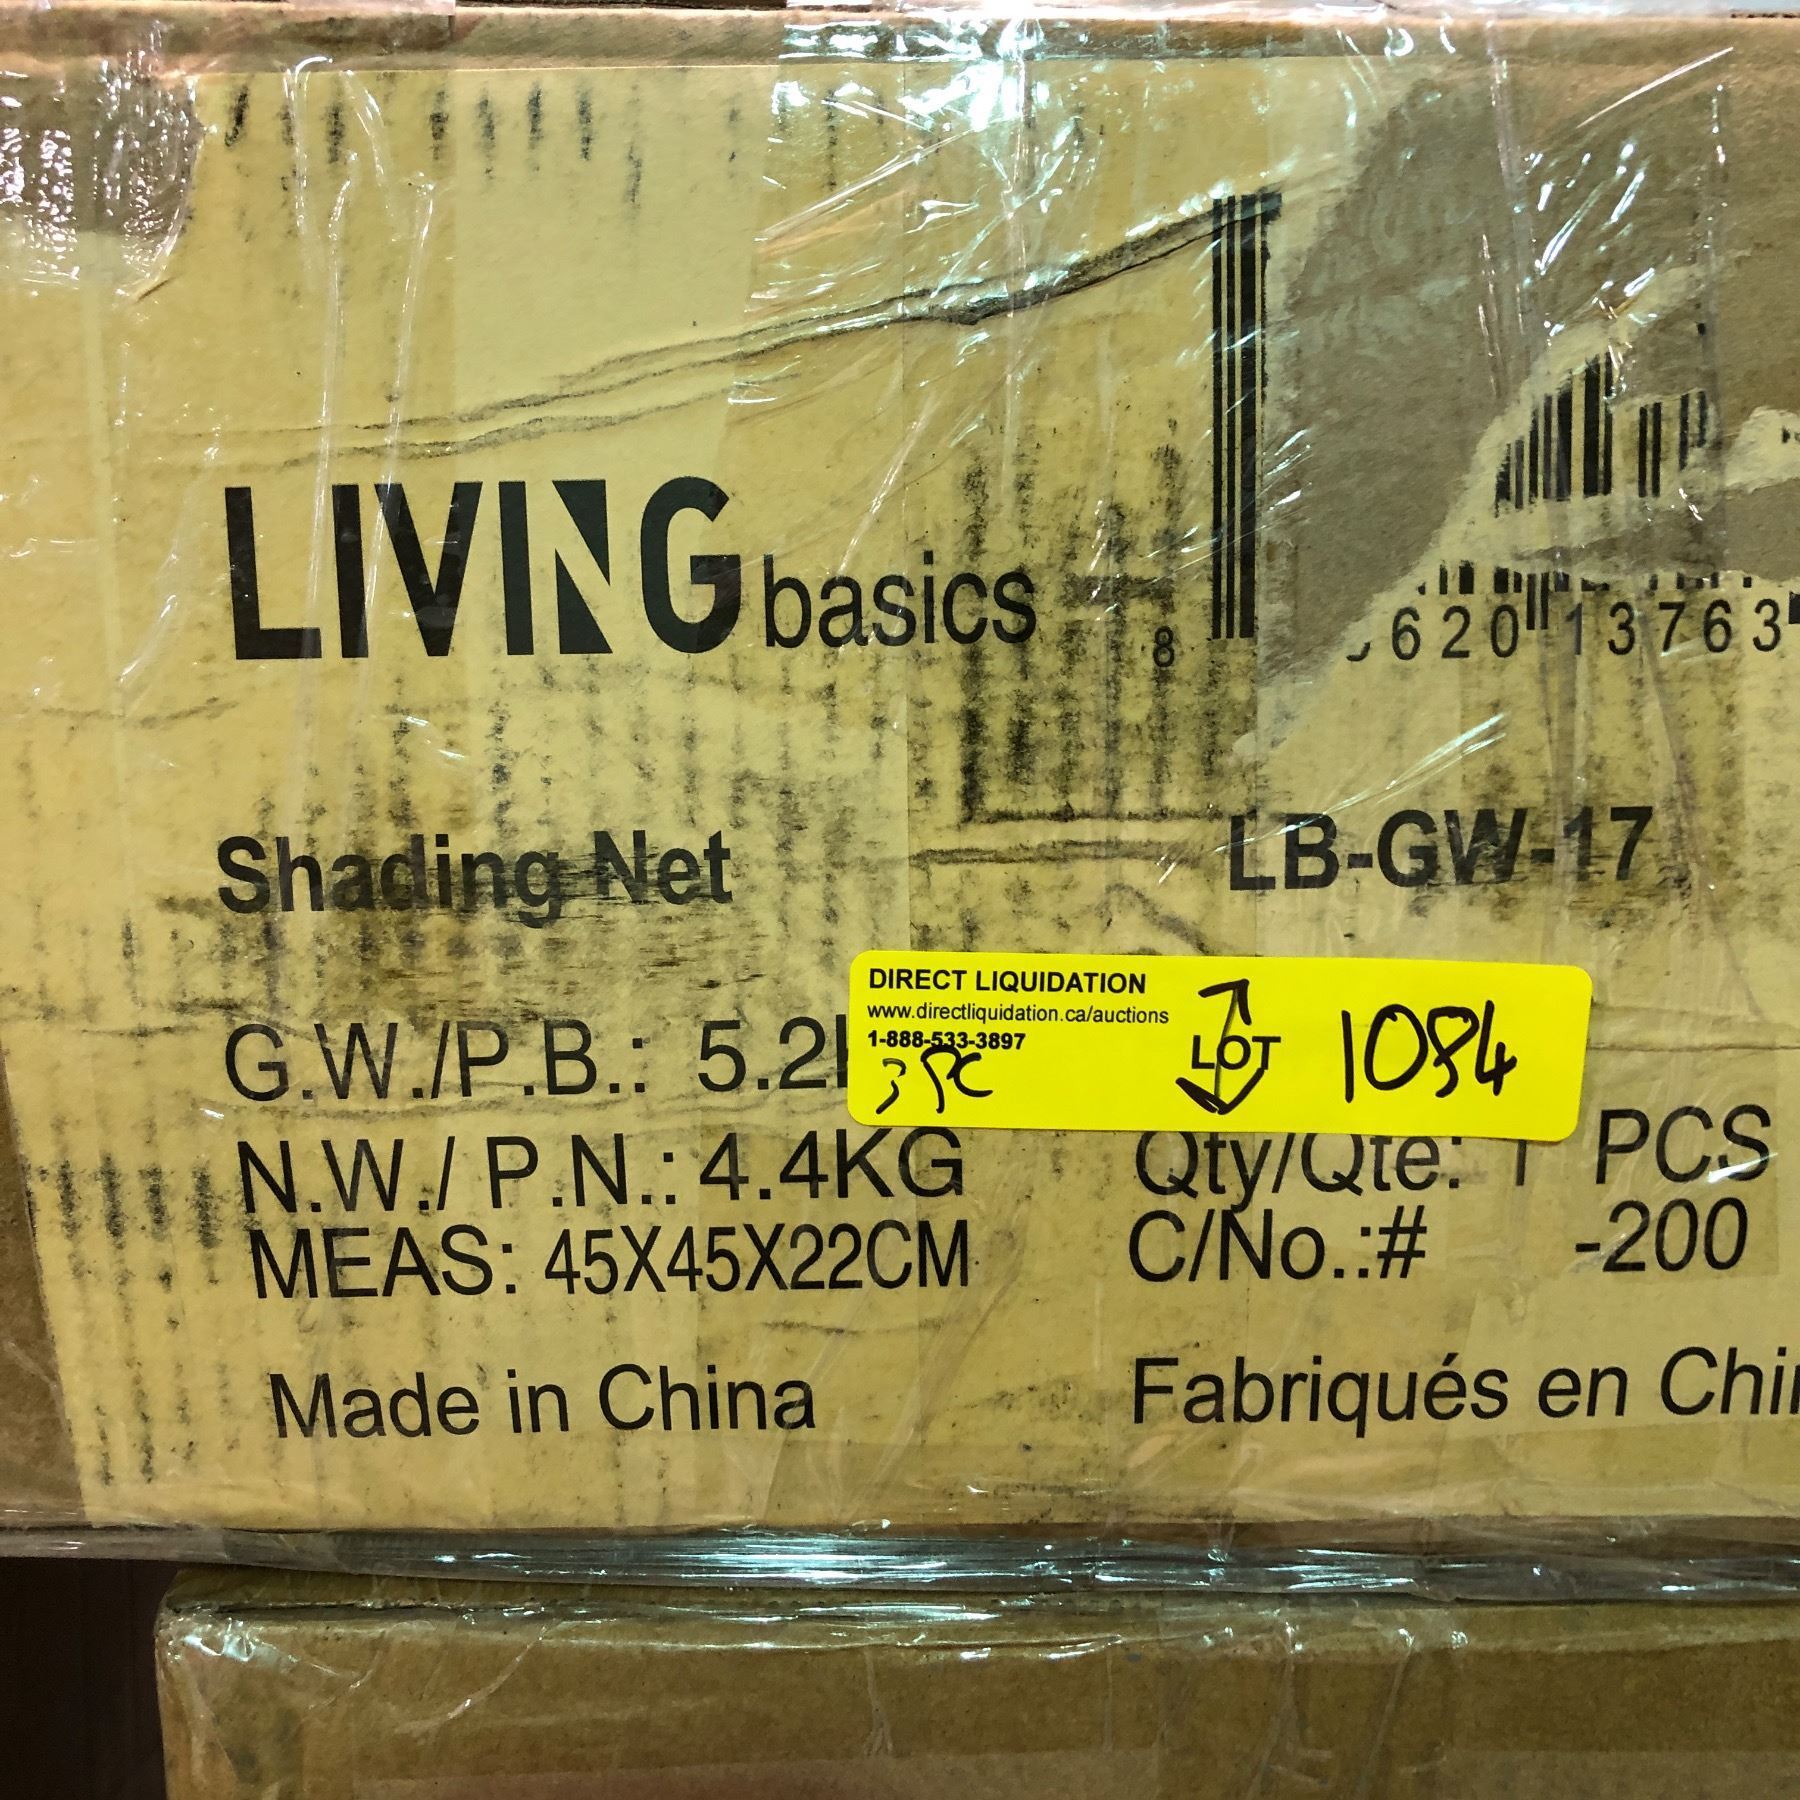 LIVING basics
8 620 13763
Shading Net
LB-GW-17
DIRECT LIQUIDATION
www.directliquidation.ca/auctions
1-888-533-3897
3 PC
LOT 1084
G.W./P.B.: 5.2
N.W./ P.N.: 4.4KG
Qty/Qte: 1 PCS
MEAS: 45X45X22CM
C/No.:# -200
Made in China
Fabriqués en Chi